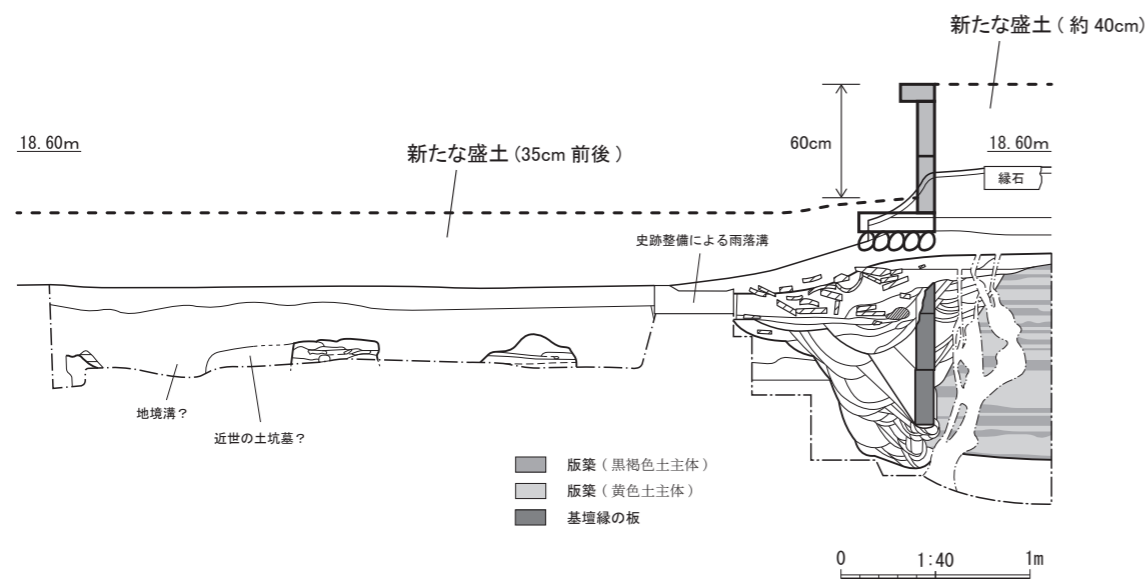 新たな盛土 ( 約 40cm)
18.60m
新たな盛土 (35cm 前後 )
60cm
18.60m
縁石
史跡整備による雨落溝
地境溝？
近世の土坑墓？
版築 ( 黒褐色土主体 )
版築 ( 黄色土主体 )
基壇縁の板
0 1:40 1m